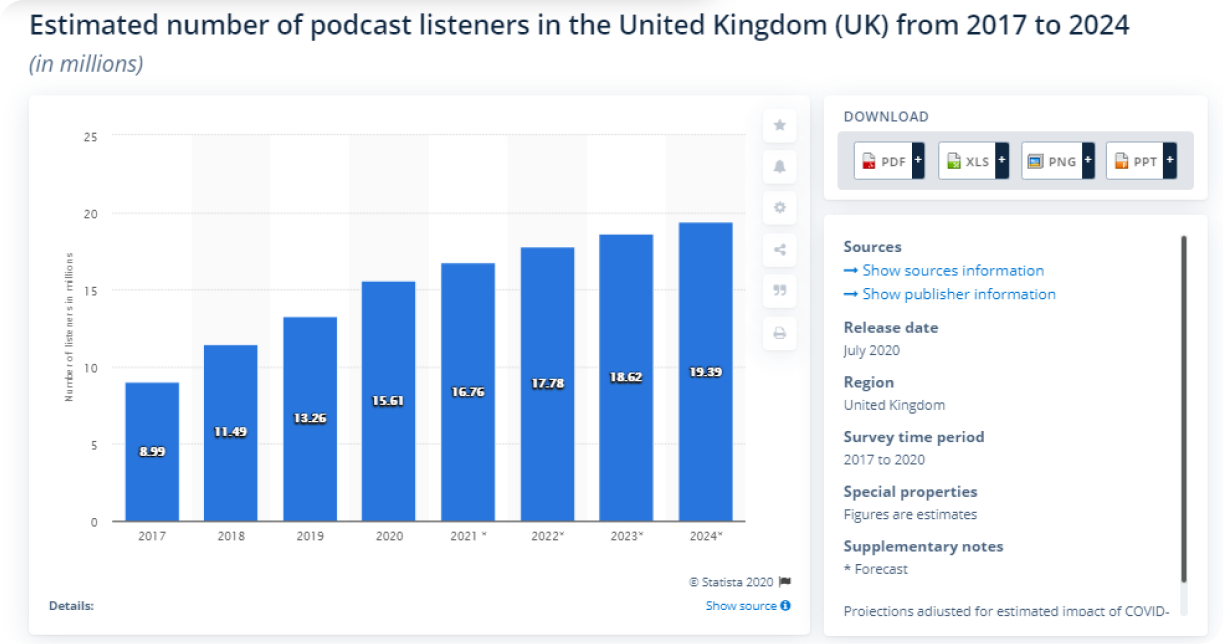 Estimated number of podcast listeners in the United Kingdom (UK) from 2017 to 2024
(in millions)
25
20
15
10
5
0
Number of listeners in millions
8.99
11.49
13.26
15.61
16.76
17.78
18.62
19.39
2017
2018
2019
2020
2021 *
2022*
2023*
2024*
© Statista 2020
Details:
Show source
DOWNLOAD
PDF +
XLS +
PNG +
PPT +
Sources
→ Show sources information
→ Show publisher information
Release date
July 2020
Region
United Kingdom
Survey time period
2017 to 2020
Special properties
Figures are estimates
Supplementary notes
* Forecast
Projections adjusted for estimated impact of COVID-